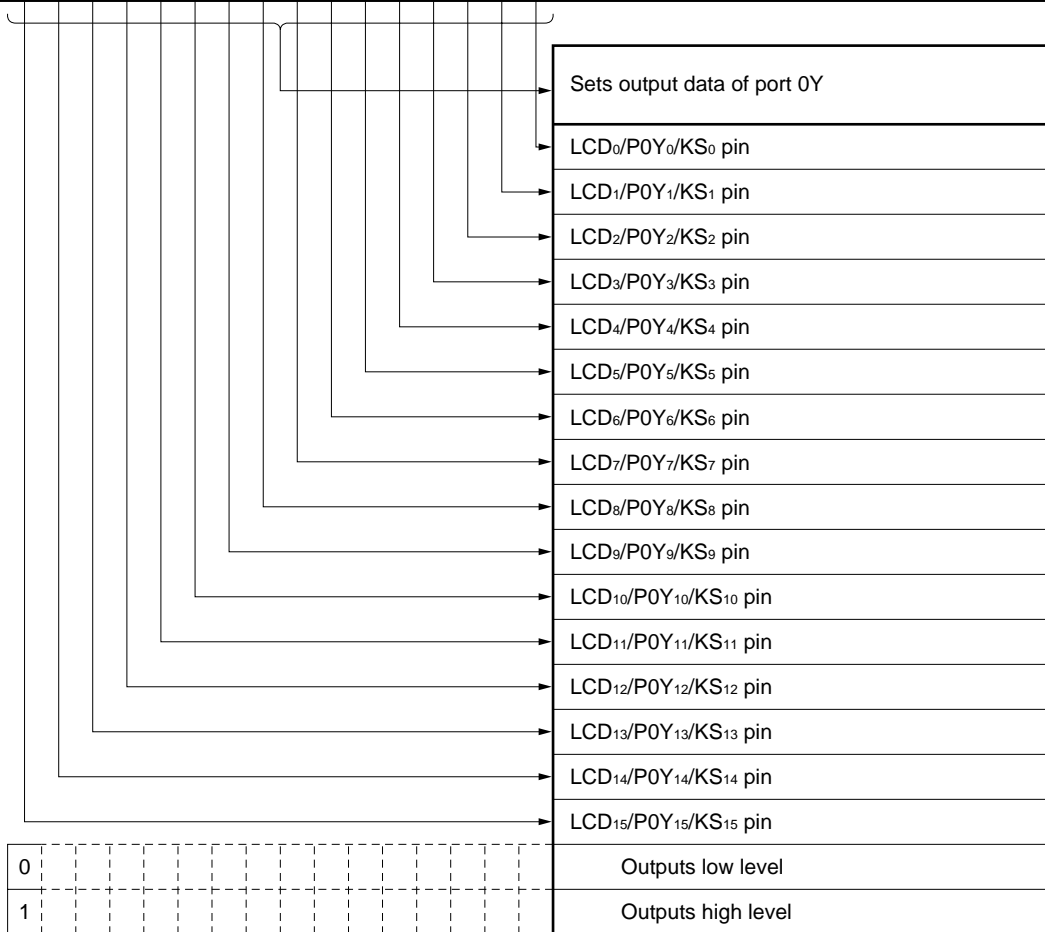 Sets output data of port 0Y
LCD₀/P0Y₀/KS₀ pin
LCD₁/P0Y₁/KS₁ pin
LCD₂/P0Y₂/KS₂ pin
LCD₃/P0Y₃/KS₃ pin
LCD₄/P0Y₄/KS₄ pin
LCD₅/P0Y₅/KS₅ pin
LCD₆/P0Y₆/KS₆ pin
LCD₇/P0Y₇/KS₇ pin
LCD₈/P0Y₈/KS₈ pin
LCD₉/P0Y₉/KS₉ pin
LCD₁₀/P0Y₁₀/KS₁₀ pin
LCD₁₁/P0Y₁₁/KS₁₁ pin
LCD₁₂/P0Y₁₂/KS₁₂ pin
LCD₁₃/P0Y₁₃/KS₁₃ pin
LCD₁₄/P0Y₁₄/KS₁₄ pin
LCD₁₅/P0Y₁₅/KS₁₅ pin
0 Outputs low level
1 Outputs high level